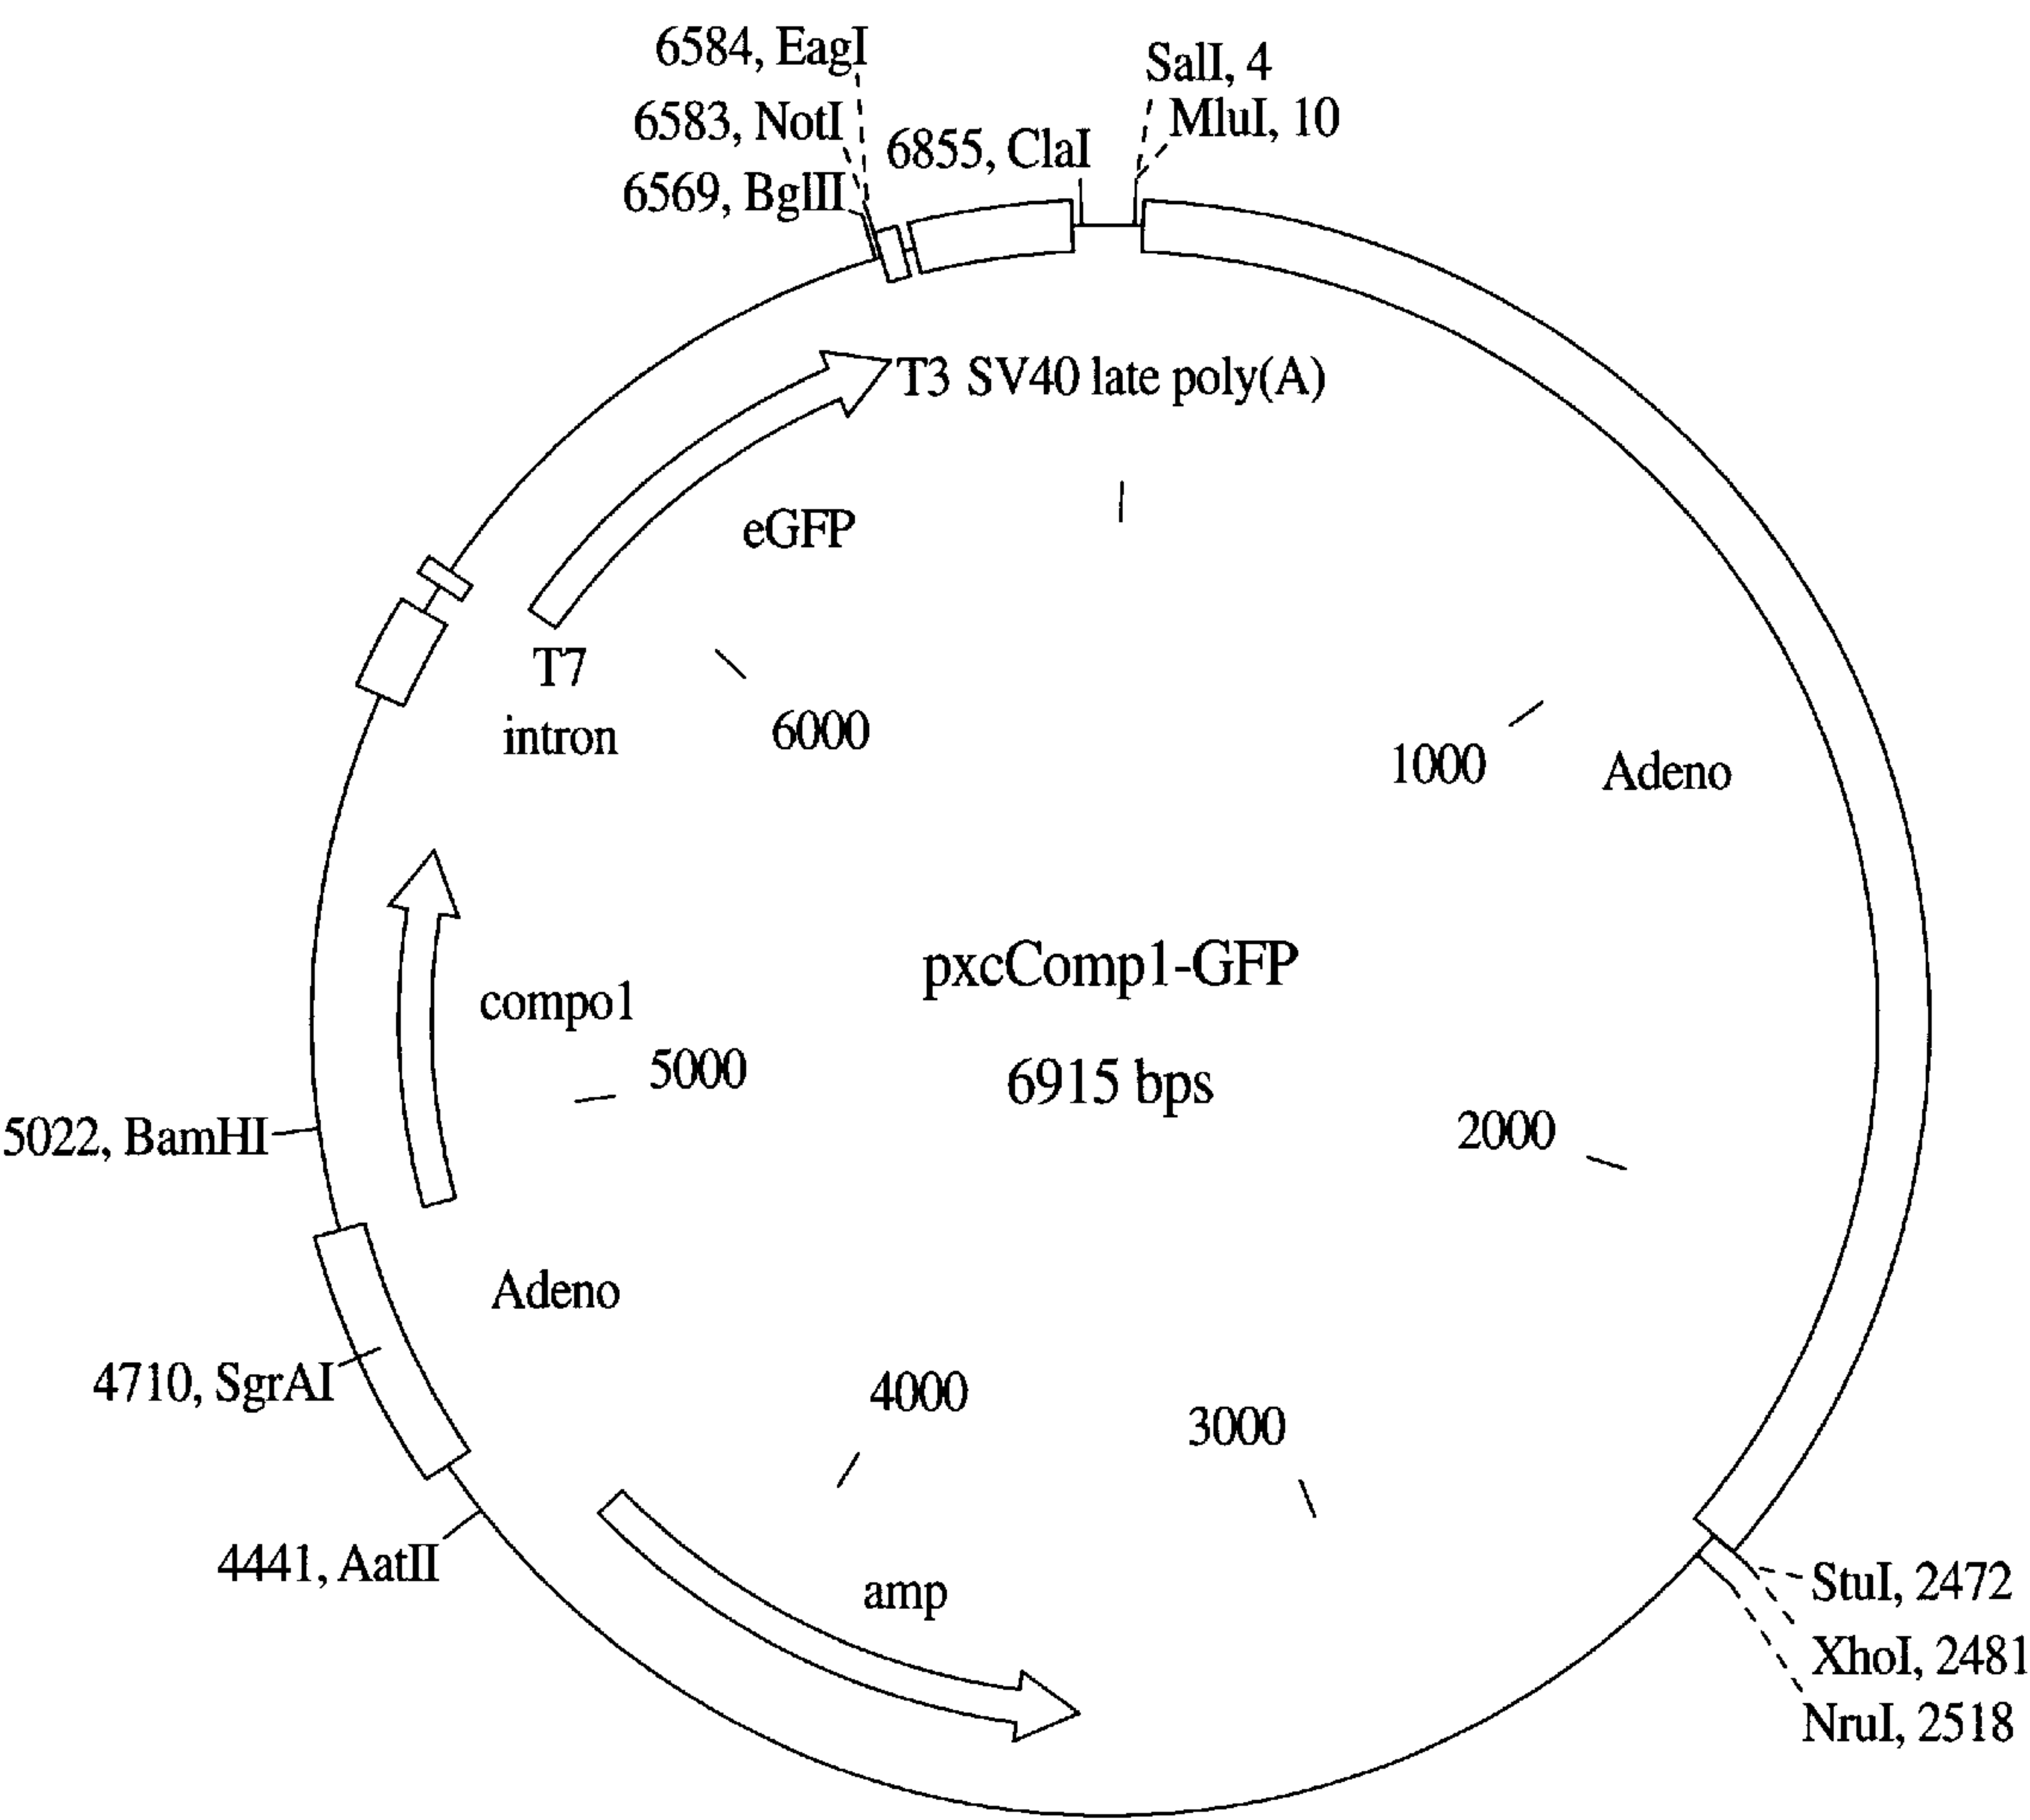 6584, EagI
SalI, 4
6583, NotI
MluI, 10
6855, ClaI
6569, BglII
T3 SV40 late poly(A)
eGFP
T7
intron
6000
1000
Adeno
pxcComp1-GFP
compo1
5000
6915 bps
2000
5022, BamHI
Adeno
4710, SgrAI
4000
3000
4441, AatII
amp
StuI, 2472
XhoI, 2481
NruI, 2518